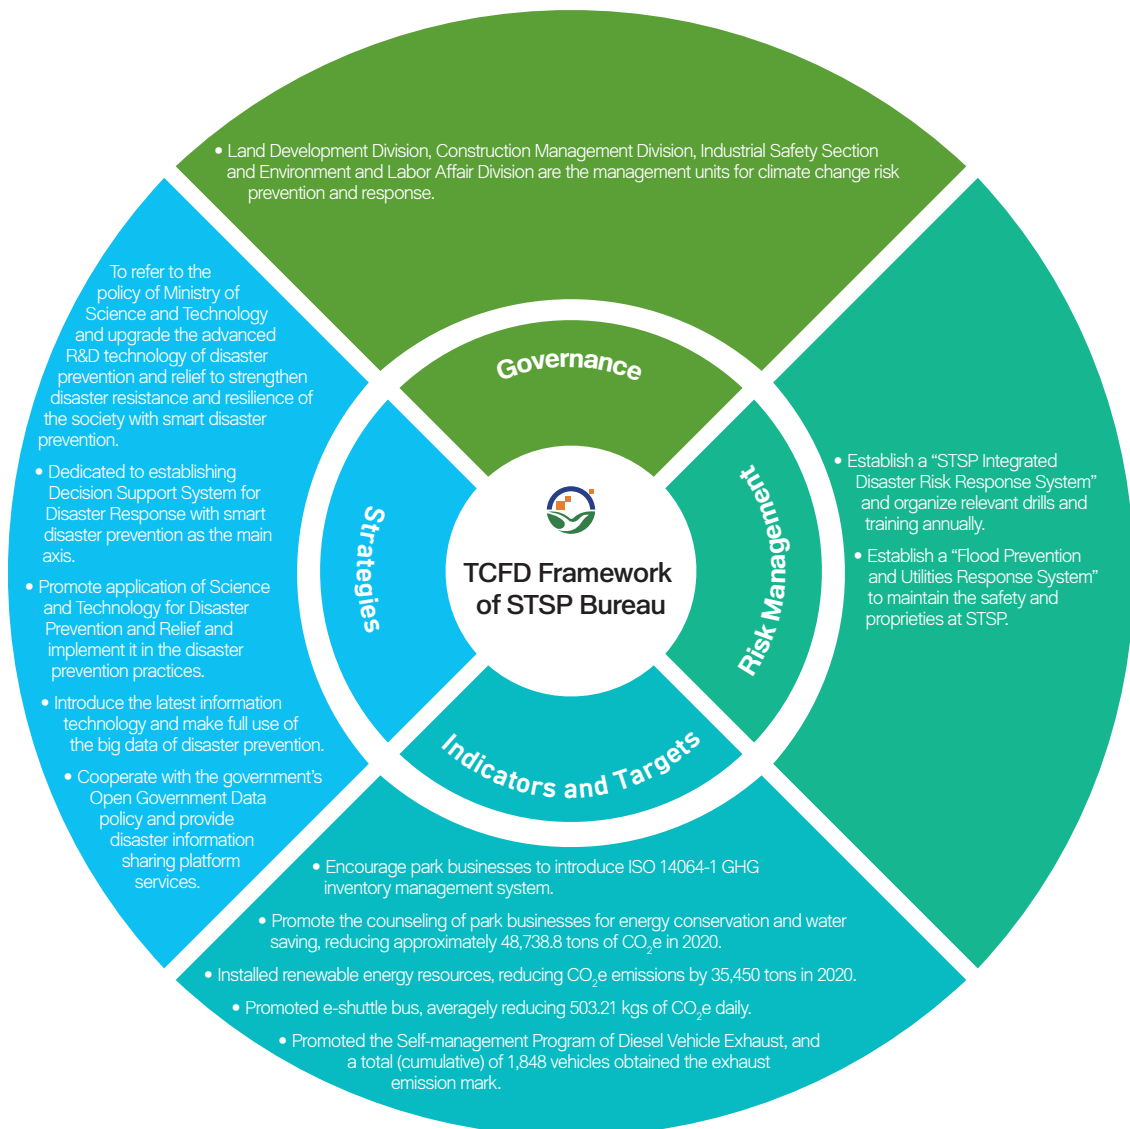 • Land Development Division, Construction Management Division, Industrial Safety Section
and Environment and Labor Affair Division are the management units for climate change risk
prevention and response.
Governance
To refer to the
policy of Ministry of
Science and Technology
and upgrade the advanced
R&D technology of disaster
prevention and relief to strengthen
disaster resistance and resilience of
the society with smart disaster
prevention.
• Dedicated to establishing
Decision Support System for
Disaster Response with smart
disaster prevention as the main
axis.
• Promote application of Science
and Technology for Disaster
Prevention and Relief and
implement it in the disaster
prevention practices.
• Introduce the latest information
technology and make full use of
the big data of disaster prevention.
• Cooperate with the government's
Open Government Data
policy and provide
disaster information
sharing platform
services.
Strategies
TCFD Framework
of STSP Bureau
Risk Management
• Establish a “STSP Integrated
Disaster Risk Response System”
and organize relevant drills and
training annually.
• Establish a “Flood Prevention
and Utilities Response System”
to maintain the safety and
proprieties at STSP.
Indicators and Targets
• Encourage park businesses to introduce ISO 14064-1 GHG
inventory management system.
• Promote the counseling of park businesses for energy conservation and water
saving, reducing approximately 48,738.8 tons of CO₂e in 2020.
• Installed renewable energy resources, reducing CO₂e emissions by 35,450 tons in 2020.
• Promoted e-shuttle bus, averagely reducing 503.21 kgs of CO₂e daily.
• Promoted the Self-management Program of Diesel Vehicle Exhaust, and
a total (cumulative) of 1,848 vehicles obtained the exhaust
emission mark.